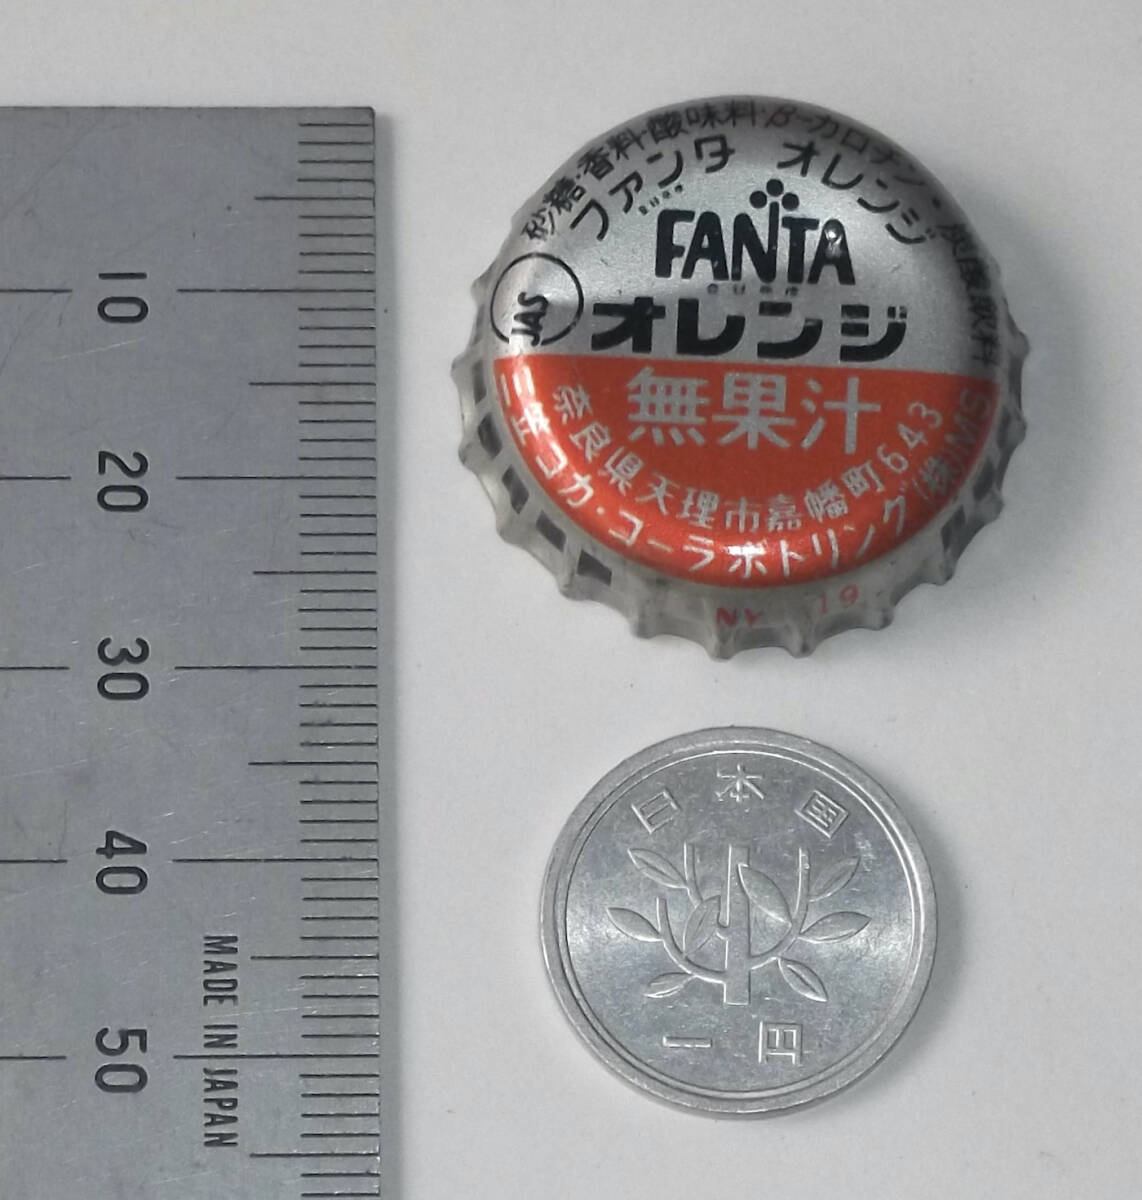 10
20
30
40
50
MADE IN JAPAN
砂糖・香料・酸味料・β-カロチン・炭酸飲料
ファンタ オレンジ
FANTA
オレンジ
JAS
無果汁
奈良県天理市嘉幡町643
三笠コカ・コーラボトリング(株)MS
NY 19
日本国
一円